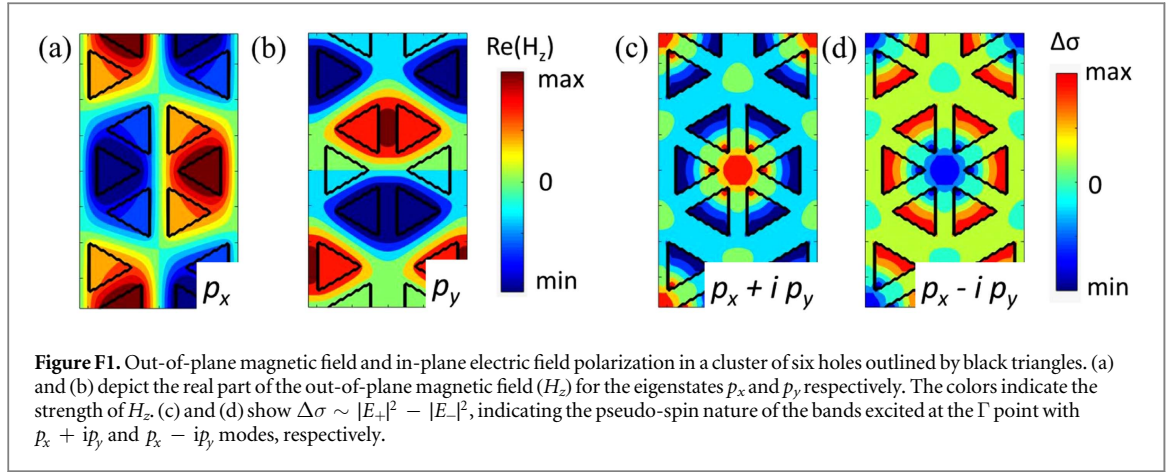 (a)
(b)
Re(H_z)
max
0
min
p_x
p_y
(c)
(d)
Δσ
max
0
min
p_x + i p_y
p_x - i p_y
Figure F1. Out-of-plane magnetic field and in-plane electric field polarization in a cluster of six holes outlined by black triangles. (a)
and (b) depict the real part of the out-of-plane magnetic field (H_z) for the eigenstates p_x and p_y respectively. The colors indicate the
strength of H_z. (c) and (d) show Δσ ~ |E_+|² − |E_−|², indicating the pseudo-spin nature of the bands excited at the Γ point with
p_x + ip_y and p_x − ip_y modes, respectively.